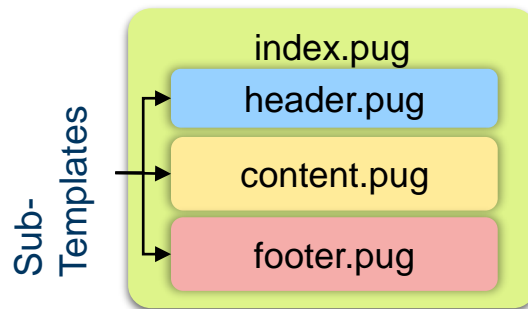 index.pug
header.pug
content.pug
footer.pug
Sub-
Templates